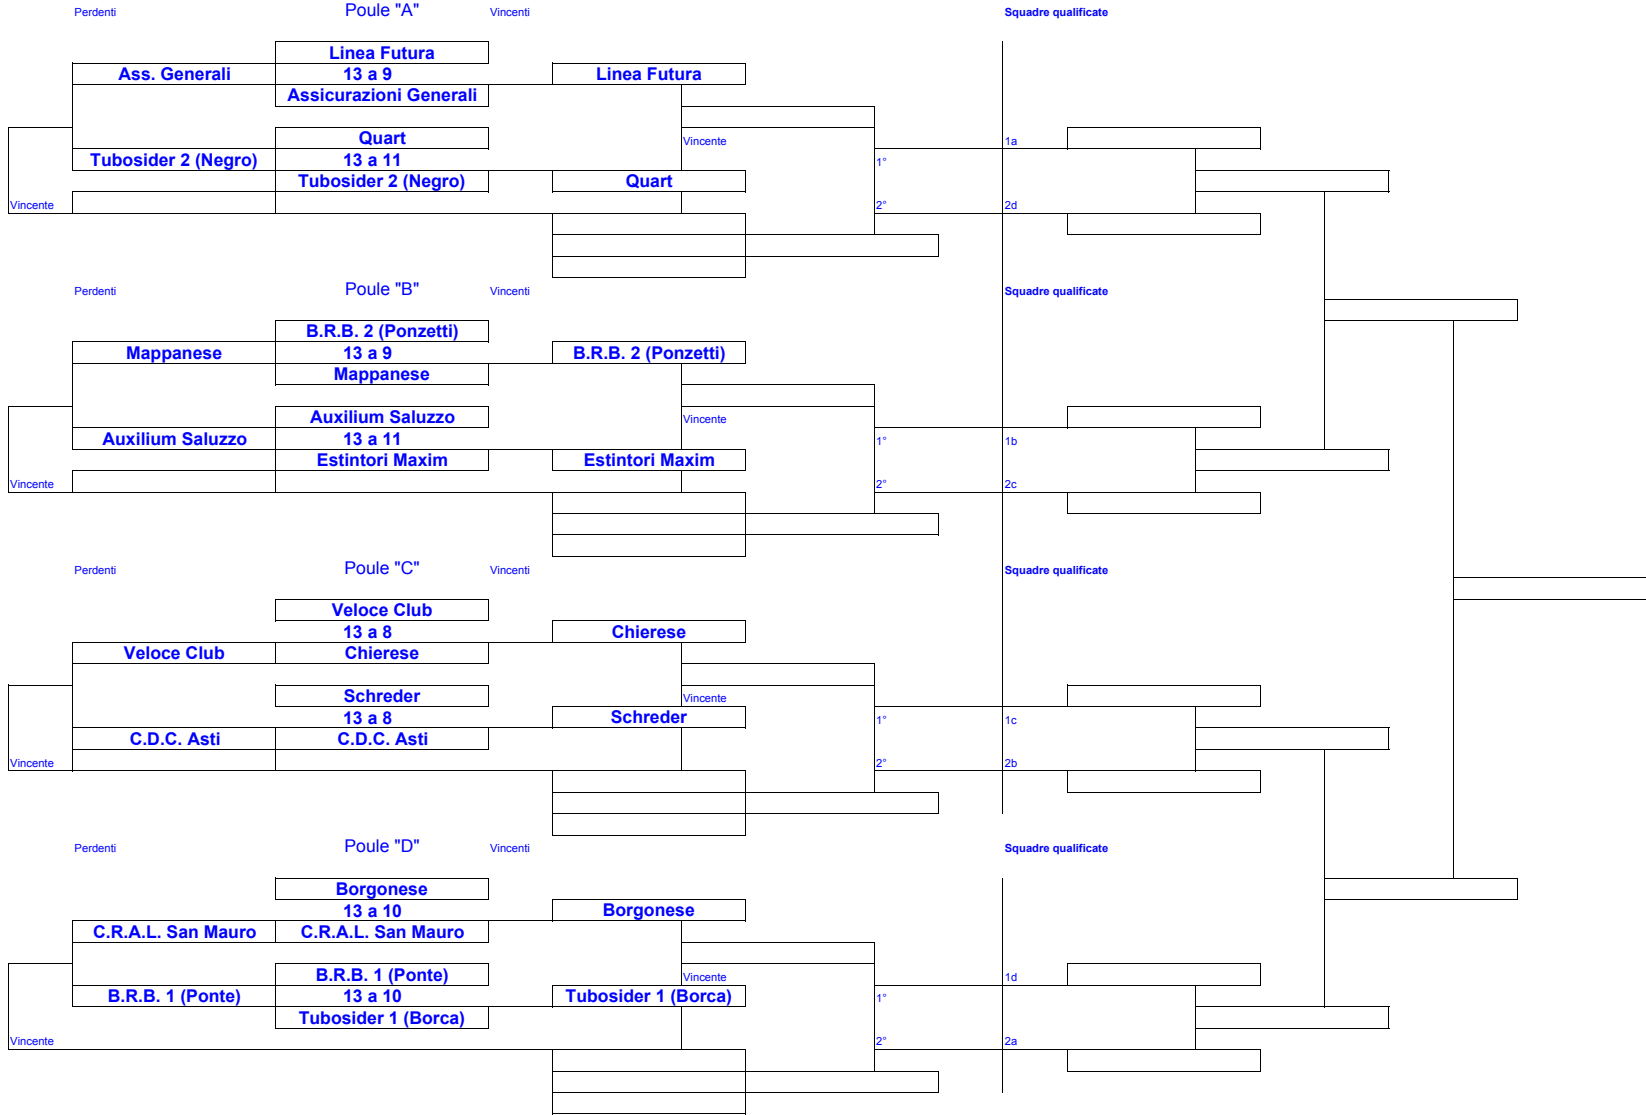 Perdenti Poule "A" Vincenti Squadre qualificate
Linea Futura
Ass. Generali 13 a 9 Linea Futura
Assicurazioni Generali
Quart Vincente 1a
Tubosider 2 (Negro) 13 a 11 1°
Tubosider 2 (Negro) Quart
Vincente 2° 2d
Perdenti Poule "B" Vincenti Squadre qualificate
B.R.B. 2 (Ponzetti)
Mappanese 13 a 9 B.R.B. 2 (Ponzetti)
Mappanese
Auxilium Saluzzo Vincente
Auxilium Saluzzo 13 a 11 1° 1b
Estintori Maxim Estintori Maxim
Vincente 2° 2c
Perdenti Poule "C" Vincenti Squadre qualificate
Veloce Club
13 a 8 Chierese
Veloce Club Chierese
Schreder Vincente
13 a 8 Schreder 1° 1c
C.D.C. Asti C.D.C. Asti
Vincente 2° 2b
Perdenti Poule "D" Vincenti Squadre qualificate
Borgonese
13 a 10 Borgonese
C.R.A.L. San Mauro C.R.A.L. San Mauro
B.R.B. 1 (Ponte) Vincente 1d
B.R.B. 1 (Ponte) 13 a 10 Tubosider 1 (Borca) 1°
Tubosider 1 (Borca)
Vincente 2° 2a